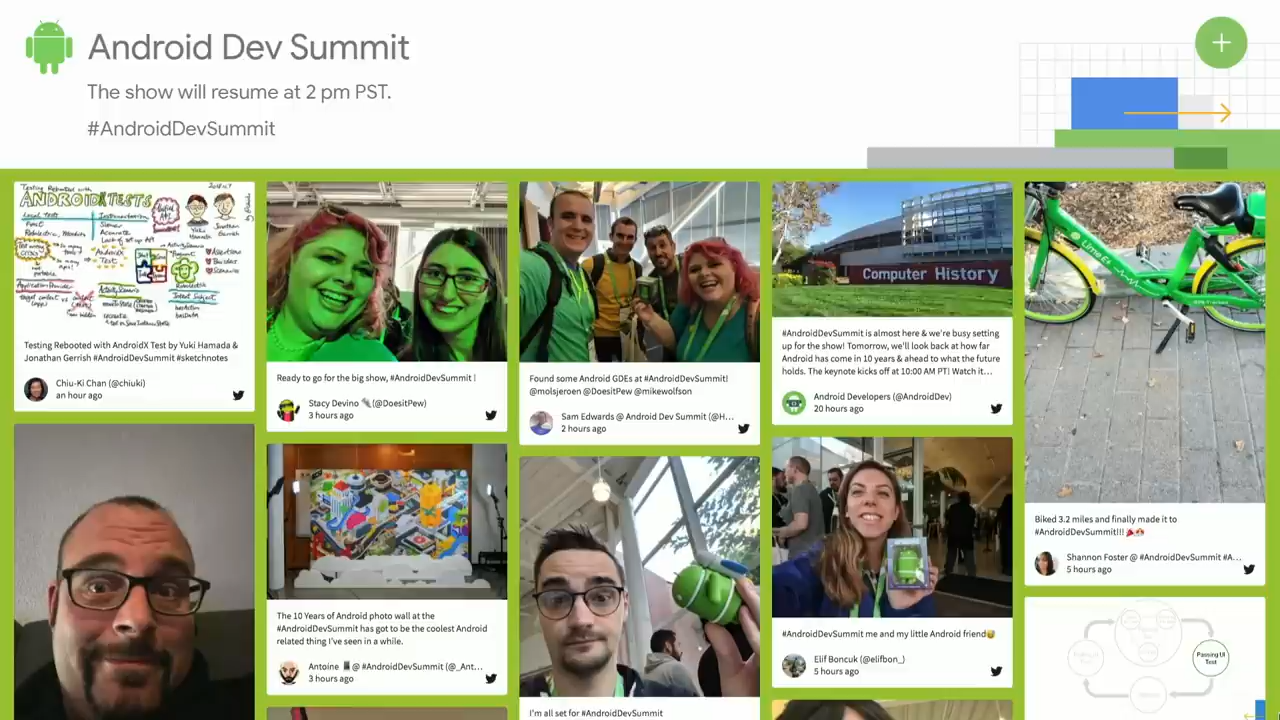 Android Dev Summit
The show will resume at 2 pm PST.
#AndroidDevSummit
Testing Rebooted with
ANDROIDXTESTS
Testing Rebooted with AndroidX Test by Yuki Hamada &
Jonathan Gerrish #AndroidDevSummit #sketchnotes
Chiu-Ki Chan (@chiuki)
an hour ago
Ready to go for the big show, #AndroidDevSummit !
Stacy Devino (@DoesitPew)
3 hours ago
The 10 Years of Android photo wall at the
#AndroidDevSummit has got to be the coolest Android
related thing I've seen in a while.
Antoine @ #AndroidDevSummit (@_Ant...
3 hours ago
Found some Android GDEs at #AndroidDevSummit!
@molsjeroen @DoesitPew @mikewolfson
Sam Edwards @ Android Dev Summit (@H...
2 hours ago
I'm all set for #AndroidDevSummit
Computer History
#AndroidDevSummit is almost here & we're busy setting
up for the show! Tomorrow, we'll look back at how far
Android has come in 10 years & ahead to what the future
holds. The keynote kicks off at 10:00 AM PT! Watch it...
Android Developers (@AndroidDev)
20 hours ago
#AndroidDevSummit me and my little Android friend😅
Elif Boncuk (@elifbon_)
5 hours ago
Lime-E
Biked 3.2 miles and finally made it to
#AndroidDevSummit!!!
Shannon Foster @ #AndroidDevSummit #A...
5 hours ago
Passing UI
Test